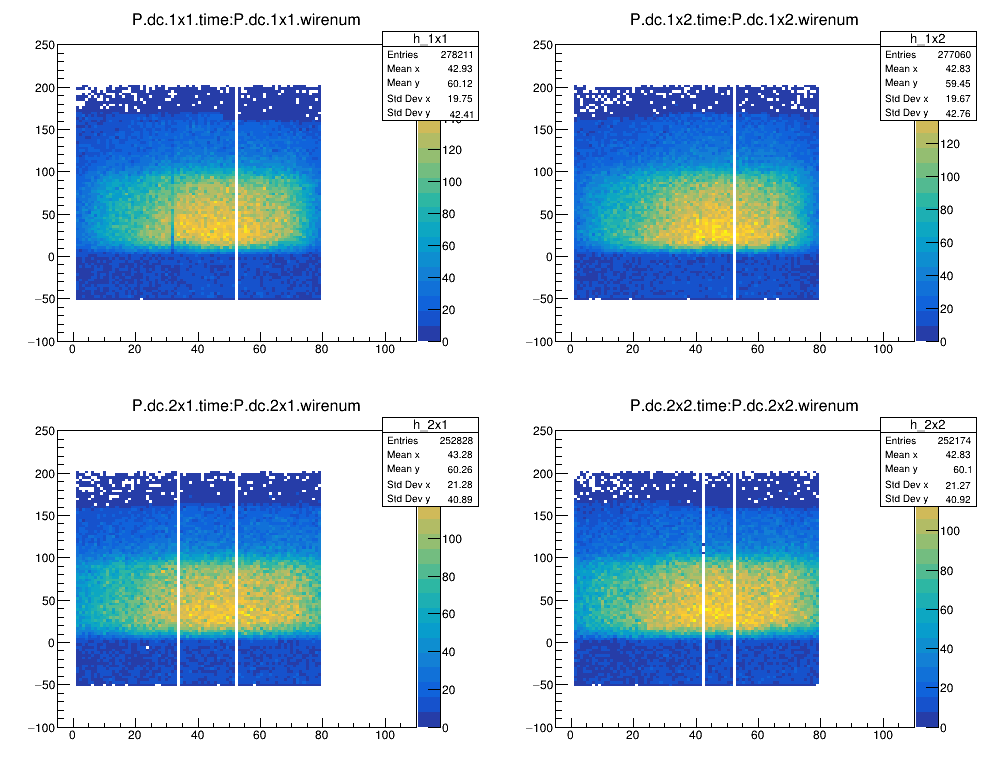 P.dc.1x1.time:P.dc.1x1.wirenum
h_1x1
Entries 278211
Mean x 42.93
Mean y 60.12
Std Dev x 19.75
Std Dev y 42.41
250
200
150
100
50
0
−50
−100
0 20 40 60 80 100
120
100
80
60
40
20
0
P.dc.1x2.time:P.dc.1x2.wirenum
h_1x2
Entries 277060
Mean x 42.83
Mean y 59.45
Std Dev x 19.67
Std Dev y 42.76
250
200
150
100
50
0
−50
−100
0 20 40 60 80 100
120
100
80
60
40
20
0
P.dc.2x1.time:P.dc.2x1.wirenum
h_2x1
Entries 252828
Mean x 43.28
Mean y 60.26
Std Dev x 21.28
Std Dev y 40.89
250
200
150
100
50
0
−50
−100
0 20 40 60 80 100
100
80
60
40
20
0
P.dc.2x2.time:P.dc.2x2.wirenum
h_2x2
Entries 252174
Mean x 42.83
Mean y 60.1
Std Dev x 21.27
Std Dev y 40.92
250
200
150
100
50
0
−50
−100
0 20 40 60 80 100
100
80
60
40
20
0